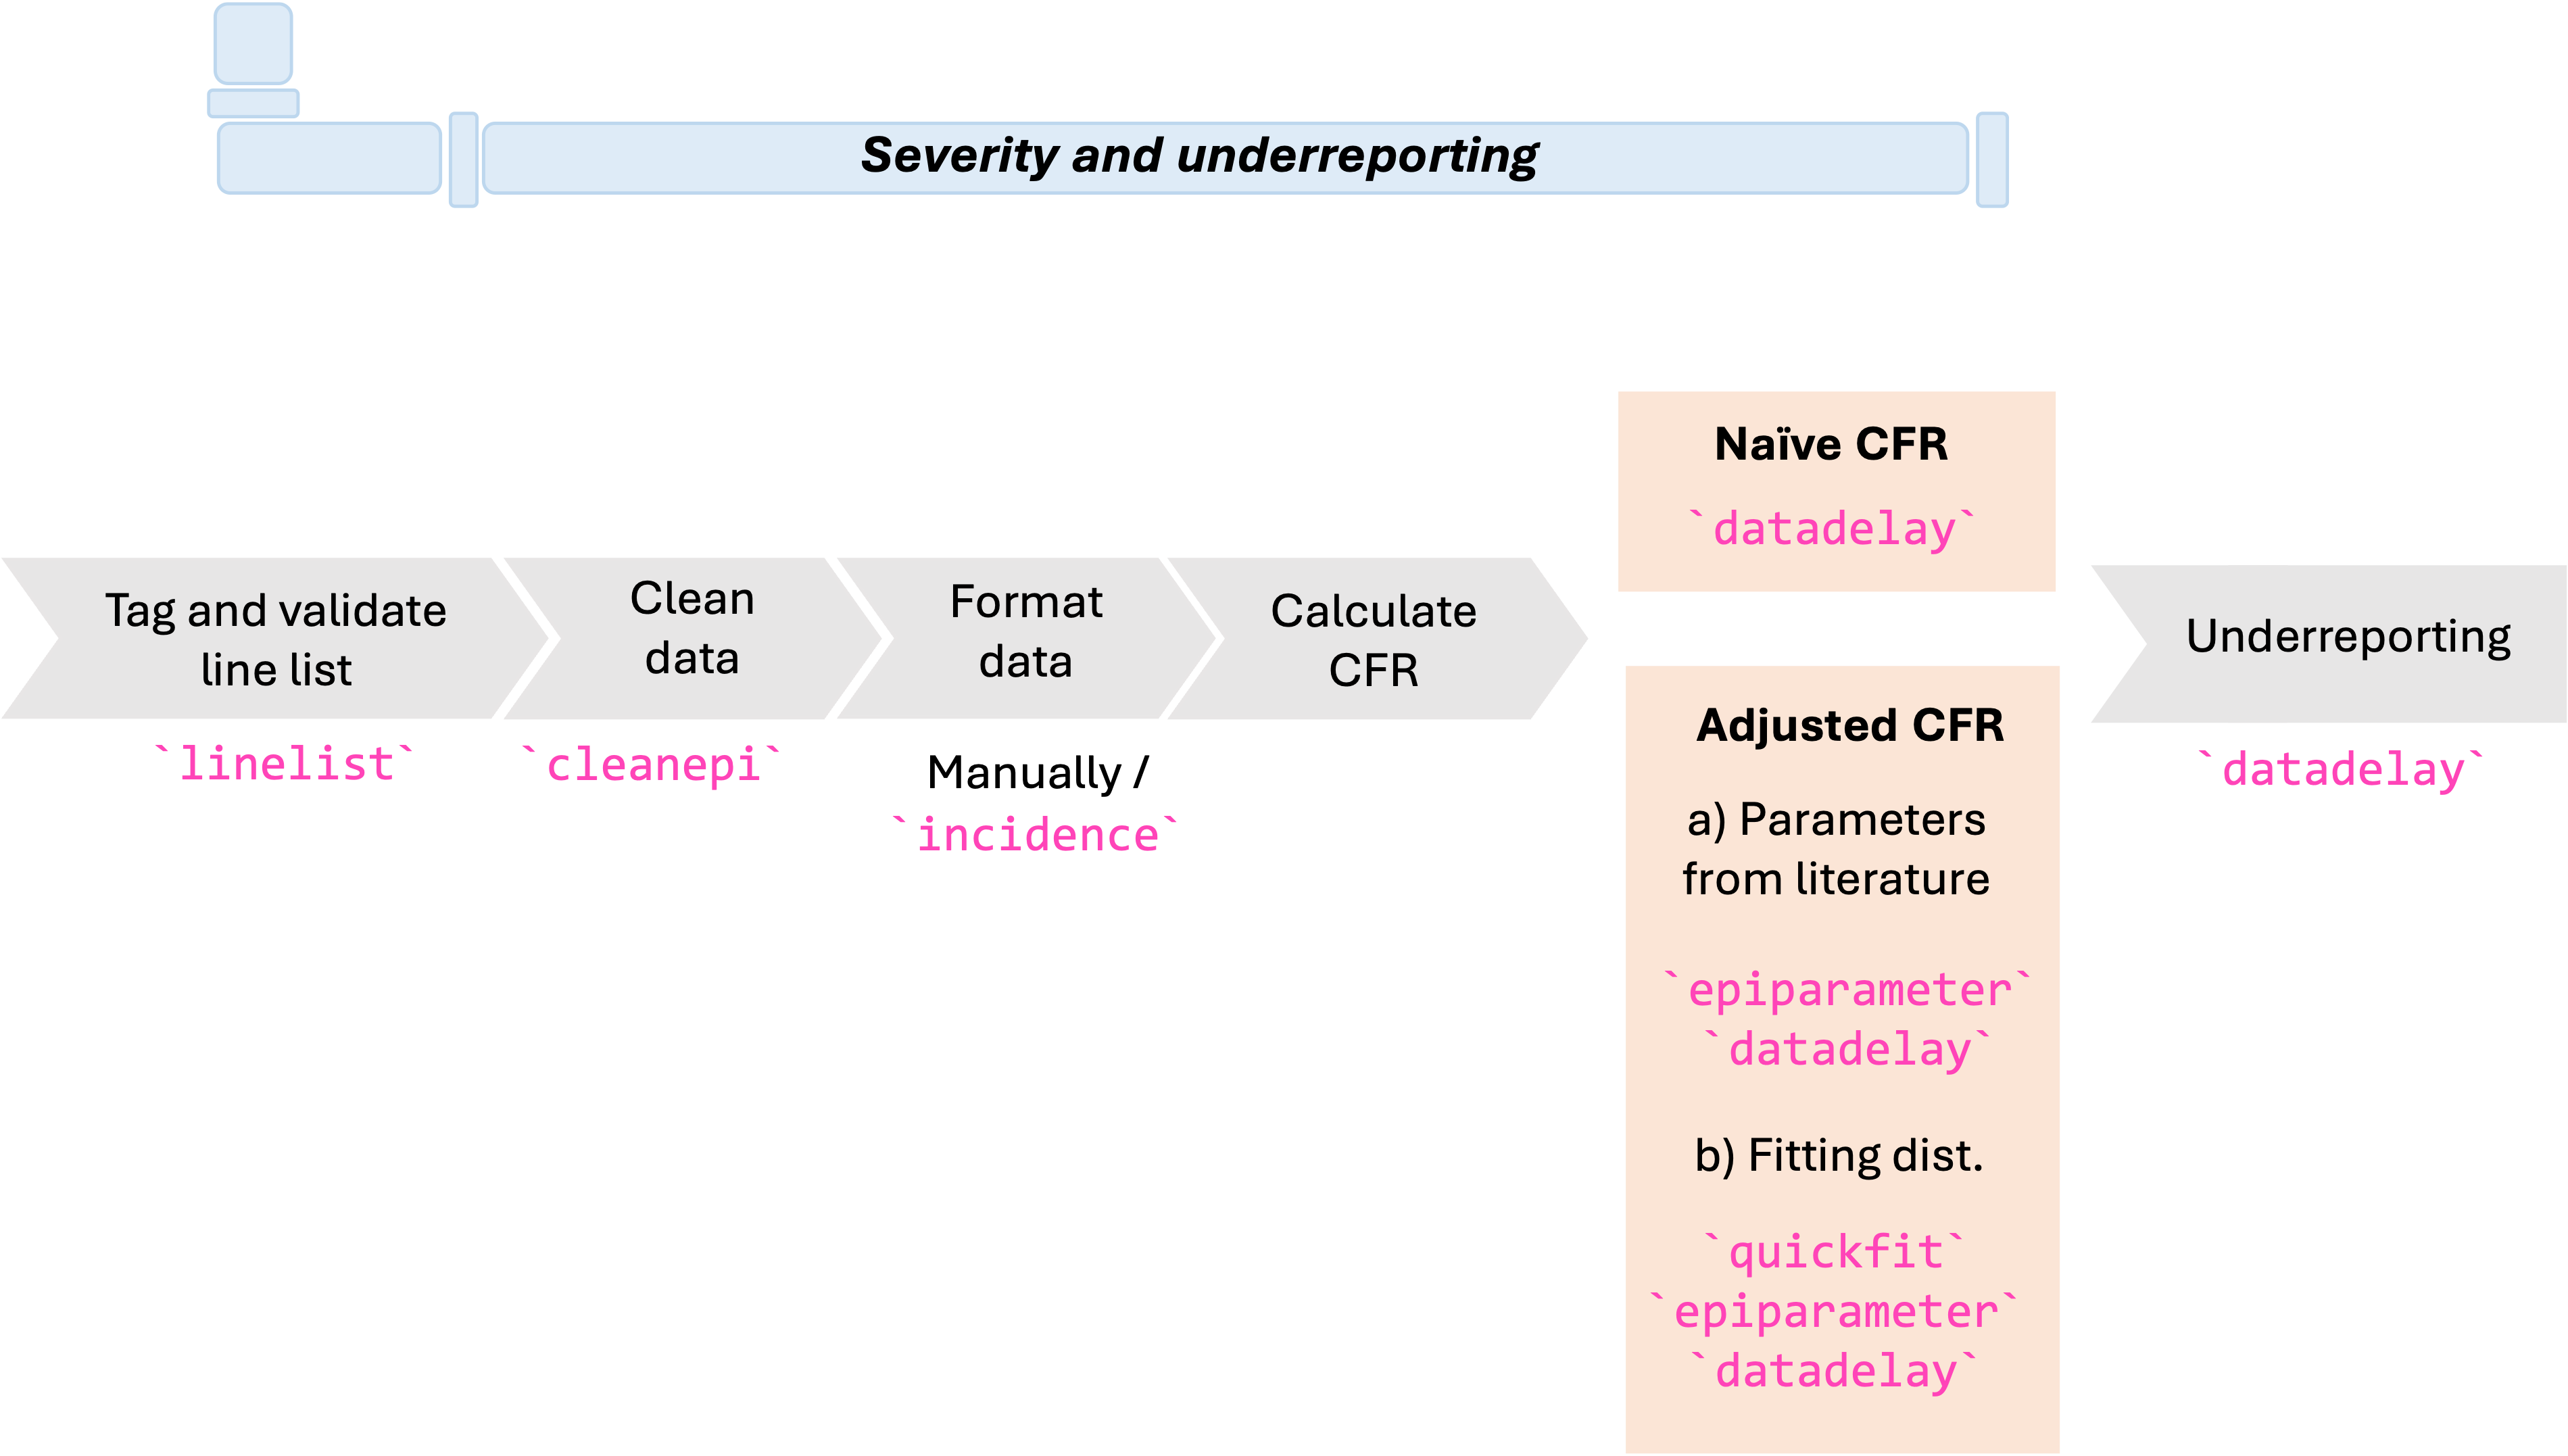 Severity and underreporting
Tag and validate
line list
`linelist`
Clean
data
`cleanepi`
Format
data
Manually /
`incidence`
Calculate
CFR
Naïve CFR
`datadelay`
Adjusted CFR
a) Parameters
from literature
`epiparameter`
`datadelay`
b) Fitting dist.
`quickfit`
`epiparameter`
`datadelay`
Underreporting
`datadelay`